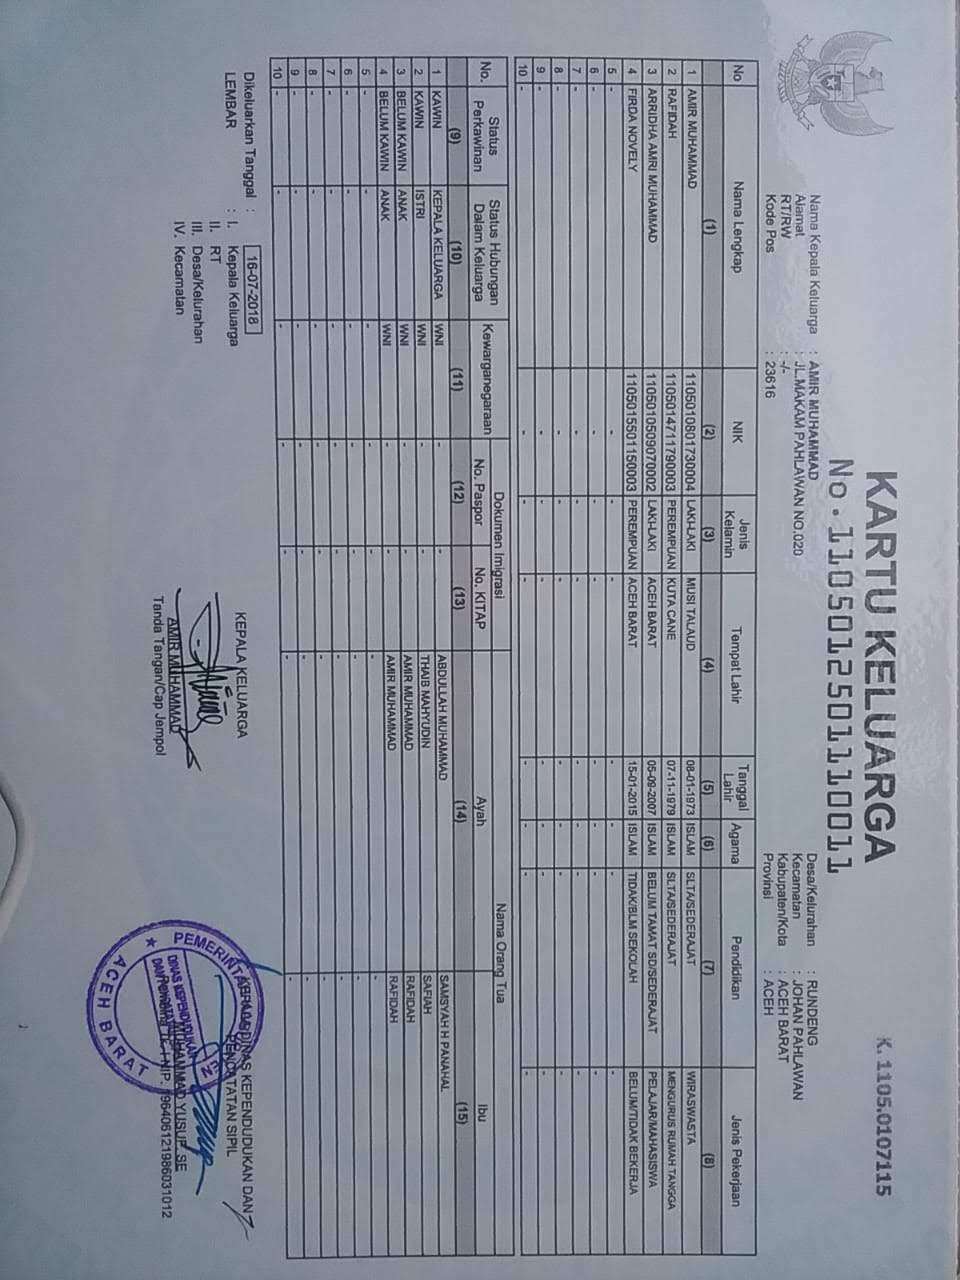 KARTU KELUARGA
No. 1105012501110011
K. 1105.0107115
Nama Kepala Keluarga : AMIR MUHAMMAD
Alamat : JL.MAKAM PAHLAWAN NO.020
RT/RW : -/-
Kode Pos : 23616
Desa/Kelurahan : RUNDENG
Kecamatan : JOHAN PAHLAWAN
Kabupaten/Kota : ACEH BARAT
Provinsi : ACEH
No Nama Lengkap NIK Jenis Kelamin Tempat Lahir Tanggal Lahir Agama Pendidikan Jenis Pekerjaan
(1) (2) (3) (4) (5) (6) (7) (8)
1 AMIR MUHAMMAD 1105010801730004 LAKI-LAKI MUSI TALAUD 08-01-1973 ISLAM SLTA/SEDERAJAT WIRASWASTA
2 RAFIDAH 1105014711790003 PEREMPUAN KUTA CANE 07-11-1979 ISLAM SLTA/SEDERAJAT MENGURUS RUMAH TANGGA
3 ARRIDHA AMRI MUHAMMAD 1105010509070002 LAKI-LAKI ACEH BARAT 05-09-2007 ISLAM BELUM TAMAT SD/SEDERAJAT PELAJAR/MAHASISWA
4 FIRDA NOVELY 1105015501150003 PEREMPUAN ACEH BARAT 15-01-2015 ISLAM TIDAK/BLM SEKOLAH BELUM/TIDAK BEKERJA
5 - - - - - - - -
6 - - - - - - - -
7 - - - - - - - -
8 - - - - - - - -
9 - - - - - - - -
10 - - - - - - - -
No. Status Perkawinan Status Hubungan Dalam Keluarga Kewarganegaraan Dokumen Imigrasi Nama Orang Tua
No. Paspor No. KITAP Ayah Ibu
(9) (10) (11) (12) (13) (14) (15)
1 KAWIN KEPALA KELUARGA WNI - - ABDULLAH MUHAMMAD SAMSYAH H PANAHAL
2 KAWIN ISTRI WNI - - THAIB MAHYUDIN SAFIAH
3 BELUM KAWIN ANAK WNI - - AMIR MUHAMMAD RAFIDAH
4 BELUM KAWIN ANAK WNI - - AMIR MUHAMMAD RAFIDAH
5 - - - - - - -
6 - - - - - - -
7 - - - - - - -
8 - - - - - - -
9 - - - - - - -
10 - - - - - - -
Dikeluarkan Tanggal : 16-07-2018
LEMBAR : I. Kepala Keluarga
II. RT
III. Desa/Kelurahan
IV. Kecamatan
KEPALA KELUARGA
AMIR MUHAMMAD
Tanda Tangan/Cap Jempol
KEPALA DINAS KEPENDUDUKAN DAN
PENCATATAN SIPIL
MUHAMMAD YUSUP, SE
NIP. 196406121986031012
DINAS KEPENDUDUKAN
ACEH BARAT